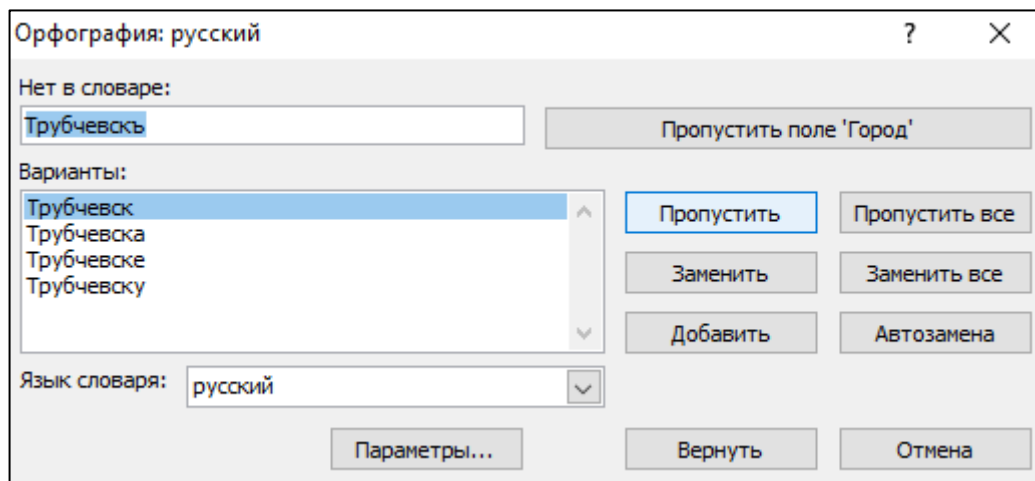 Орфография: русский
?
Нет в словаре:
Трубчевскъ
Пропустить поле 'Город'
Варианты:
Трубчевск
Трубчевска
Трубчевске
Трубчевску
Пропустить
Пропустить все
Заменить
Заменить все
Добавить
Автозамена
Язык словаря:
русский
Параметры...
Вернуть
Отмена